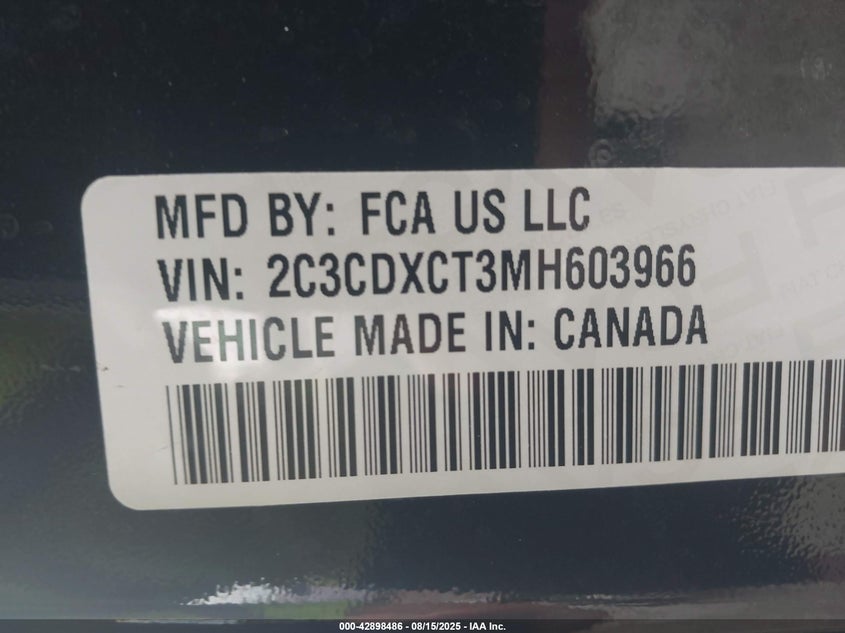 MFD BY: FCA US LLC
VIN: 2C3CDXCT3MH603966
VEHICLE MADE IN: CANADA
000-42898486 - 08/15/2025 - IAA Inc.